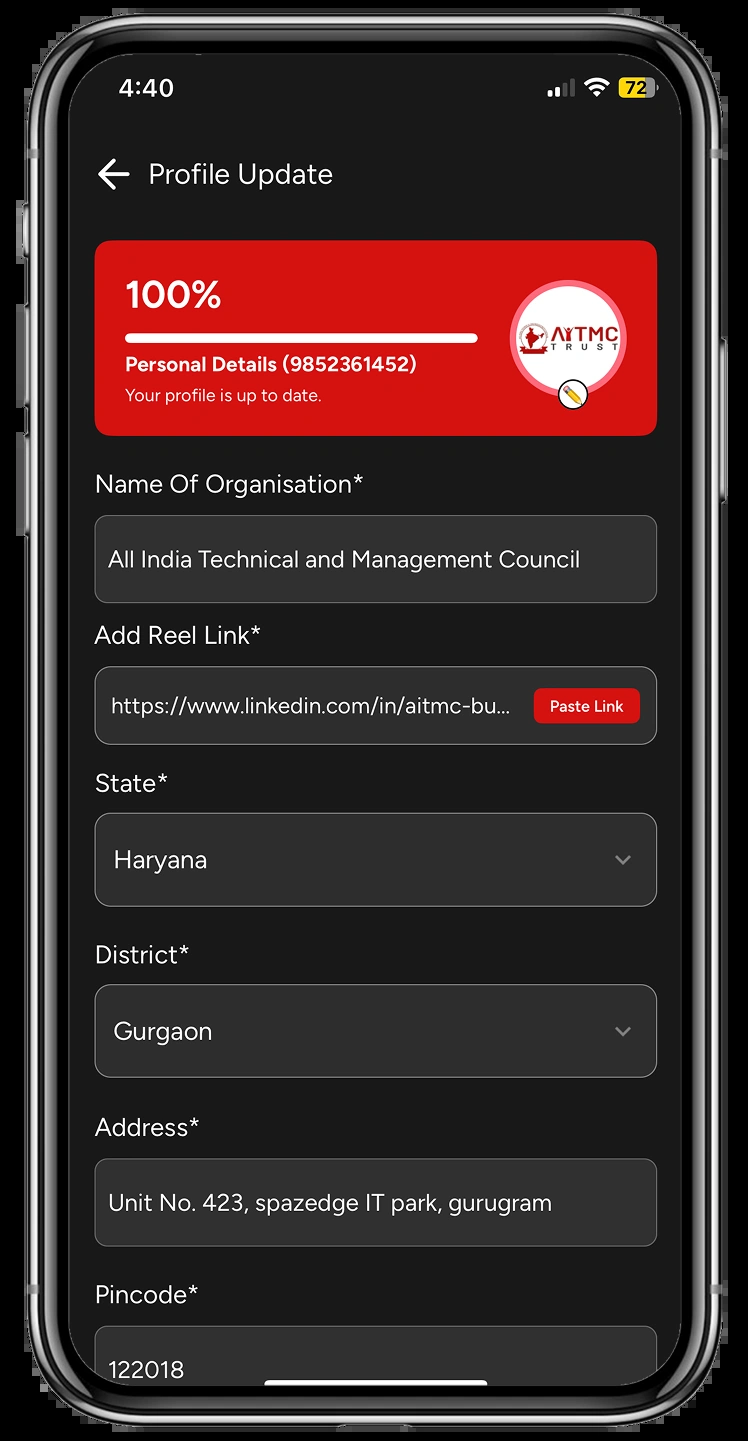 4:40
72
Profile Update
100%
Personal Details (9852361452)
Your profile is up to date.
AITMC
TRUST
Name Of Organisation*
All India Technical and Management Council
Add Reel Link*
https://www.linkedin.com/in/aitmc-bu...
Paste Link
State*
Haryana
District*
Gurgaon
Address*
Unit No. 423, spazedge IT park, gurugram
Pincode*
122018